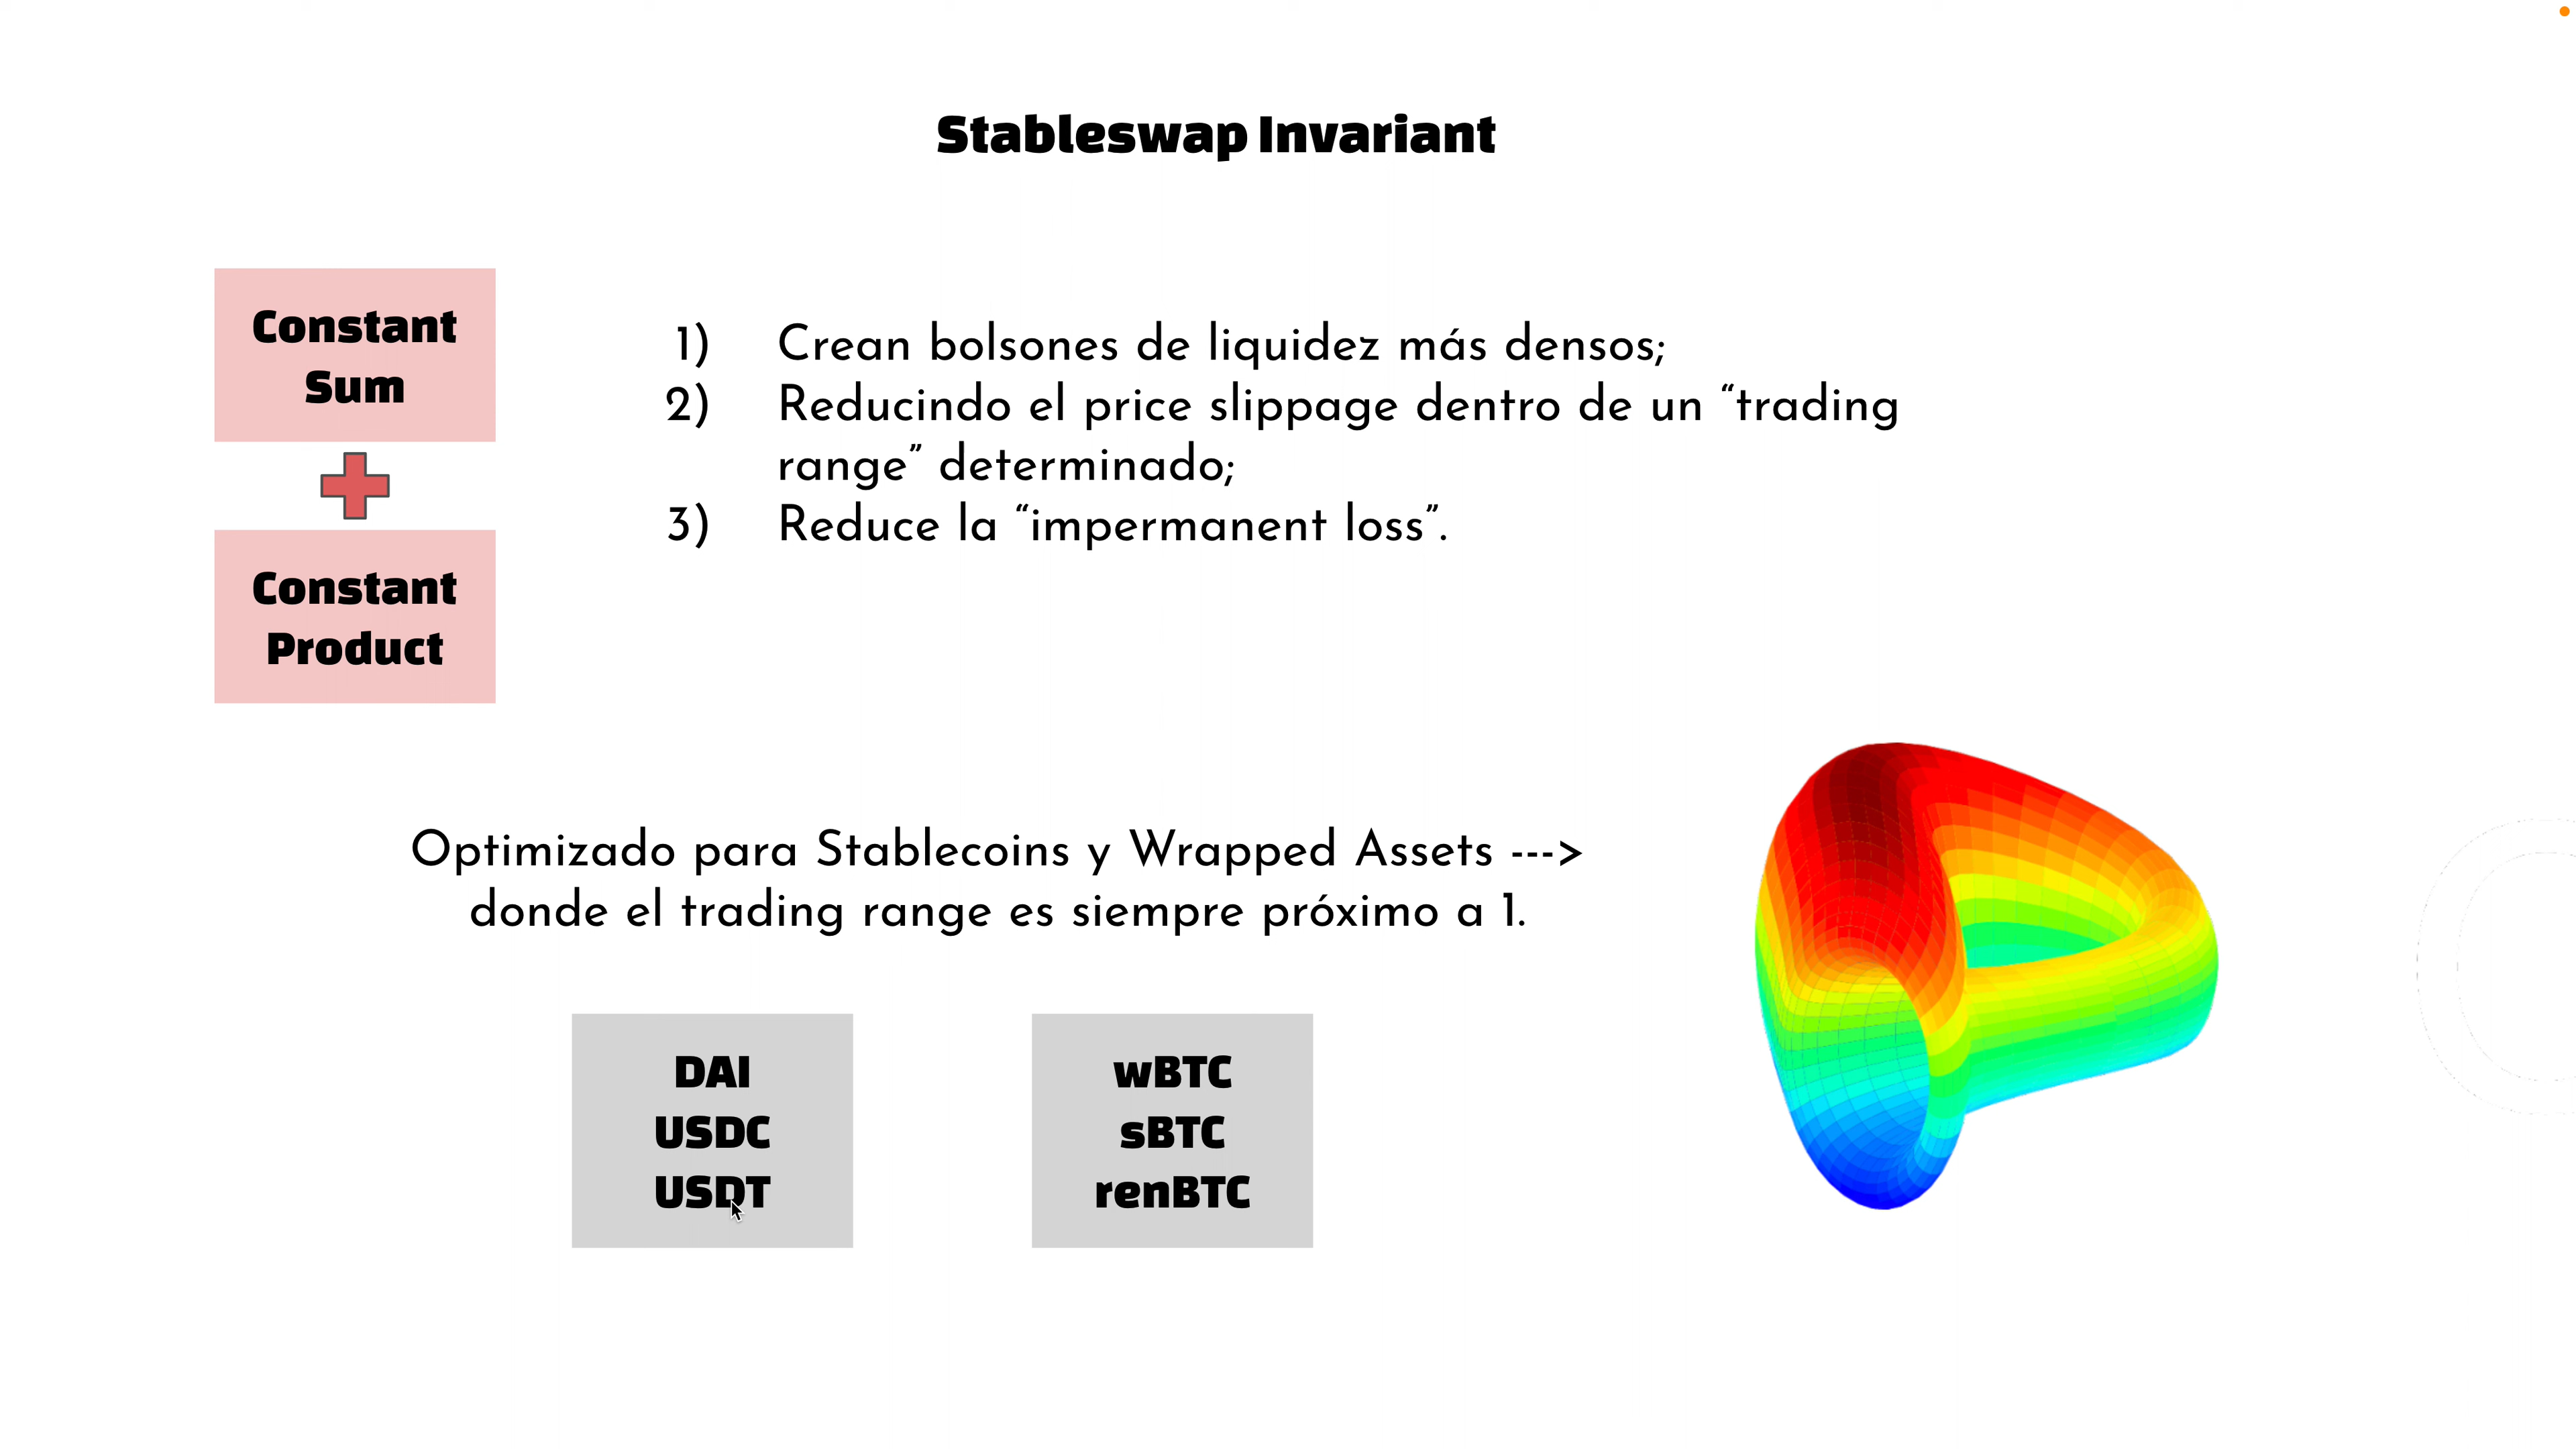 Stableswap Invariant
Constant
Sum
Constant
Product
1) Crean bolsones de liquidez más densos;
2) Reducindo el price slippage dentro de un “trading
range” determinado;
3) Reduce la “impermanent loss”.
Optimizado para Stablecoins y Wrapped Assets --->
donde el trading range es siempre próximo a 1.
DAI
USDC
USDT
wBTC
sBTC
renBTC